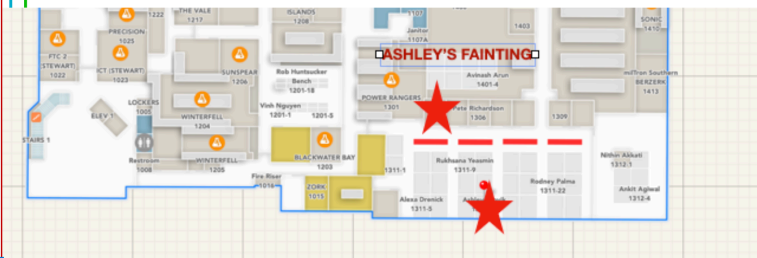 1222
THE VALE
1217
ISLANDS
1208
1107
Janitor
1107A
1403
SONIC
1410
PRECISION
1025
ASHLEY'S FAINTING
FTC 2
(STEWART)
1022
ICT (STEWART)
1023
SUNSPEAR
1206
Rob Huntsucker
Bench
1201-18
Avinash Arun
1401-4
milTron Southern
BERZERK
1413
LOCKERS
1005
POWER RANGERS
1301
Vinh Nguyen
1201-1
1201-5
Pete Richardson
1306
1309
ELEV 1
WINTERFELL
1204
STAIRS 1
Restroom
1008
WINTERFELL
1205
BLACKWATER BAY
1203
1311-1
Rukhsana Yeasmin
1311-9
Nithin Akkati
1312-1
Fire Riser
1016
ZORK
1015
Rodney Palma
1311-22
Ankit Agiwal
1312-4
Alexa Drenick
1311-5